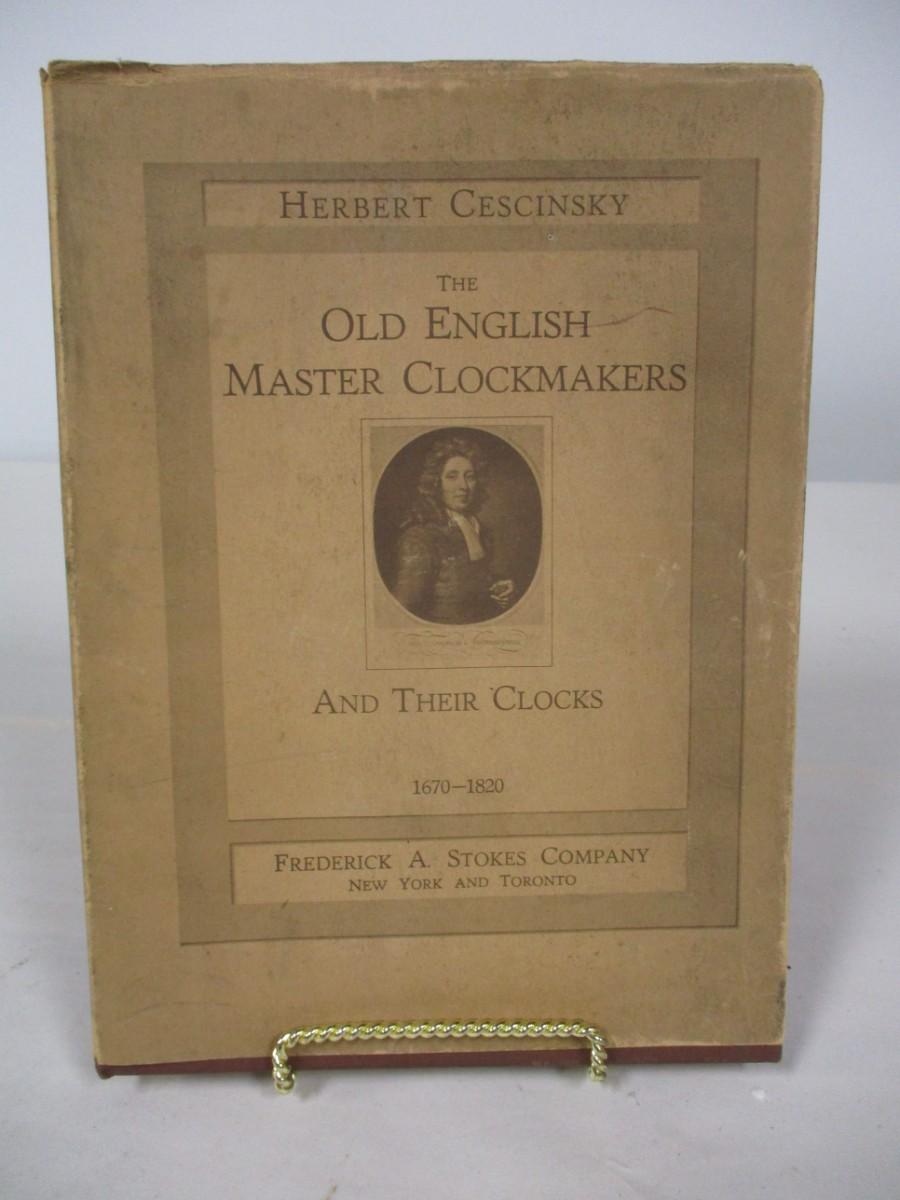 HERBERT CESCINSKY
THE
OLD ENGLISH
MASTER CLOCKMAKERS
AND THEIR CLOCKS
1670–1820
FREDERICK A. STOKES COMPANY
NEW YORK AND TORONTO